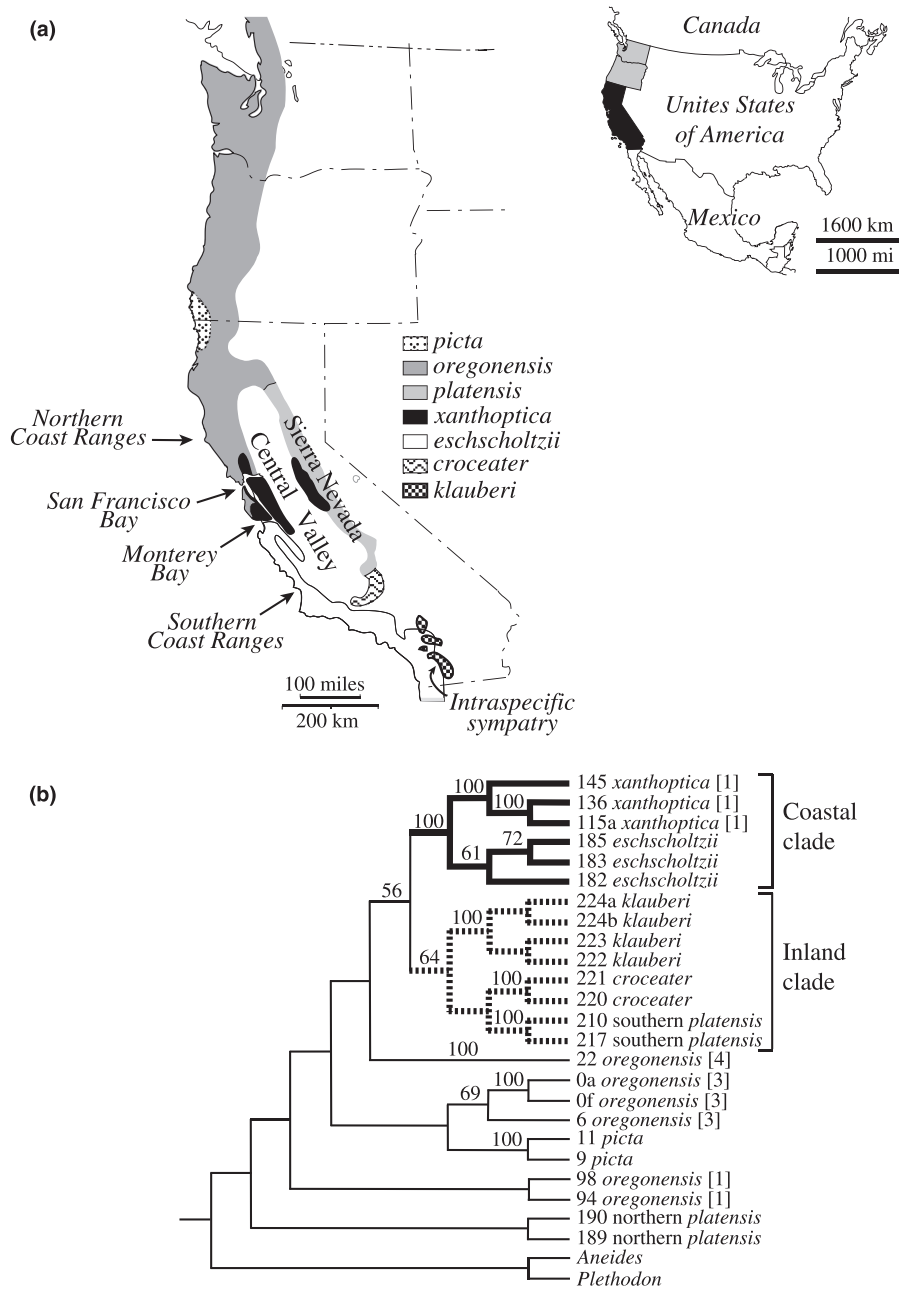 (a)
Canada
Unites States
of America
Mexico
1600 km
1000 mi
picta
oregonensis
platensis
xanthoptica
eschscholtzii
croceater
klauberi
Northern
Coast Ranges
San Francisco
Bay
Monterey
Bay
Southern
Coast Ranges
Central
Valley
Sierra Nevada
100 miles
200 km
Intraspecific
sympatry
(b)
100
100
100
72
61
56
100
64
100
100
100
100
69
100
145 xanthoptica [1]
136 xanthoptica [1]
115a xanthoptica [1]
185 eschscholtzii
183 eschscholtzii
182 eschscholtzii
224a klauberi
224b klauberi
223 klauberi
222 klauberi
221 croceater
220 croceater
210 southern platensis
217 southern platensis
22 oregonensis [4]
0a oregonensis [3]
0f oregonensis [3]
6 oregonensis [3]
11 picta
9 picta
98 oregonensis [1]
94 oregonensis [1]
190 northern platensis
189 northern platensis
Aneides
Plethodon
Coastal
clade
Inland
clade